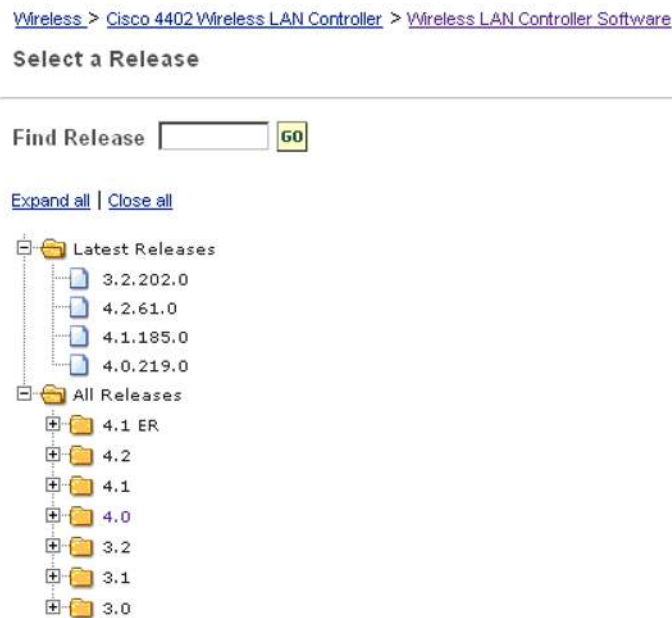 Wireless > Cisco 4402 Wireless LAN Controller > Wireless LAN Controller Software
Select a Release
Find Release GO
Expand all | Close all
Latest Releases
3.2.202.0
4.2.61.0
4.1.185.0
4.0.219.0
All Releases
4.1 ER
4.2
4.1
4.0
3.2
3.1
3.0